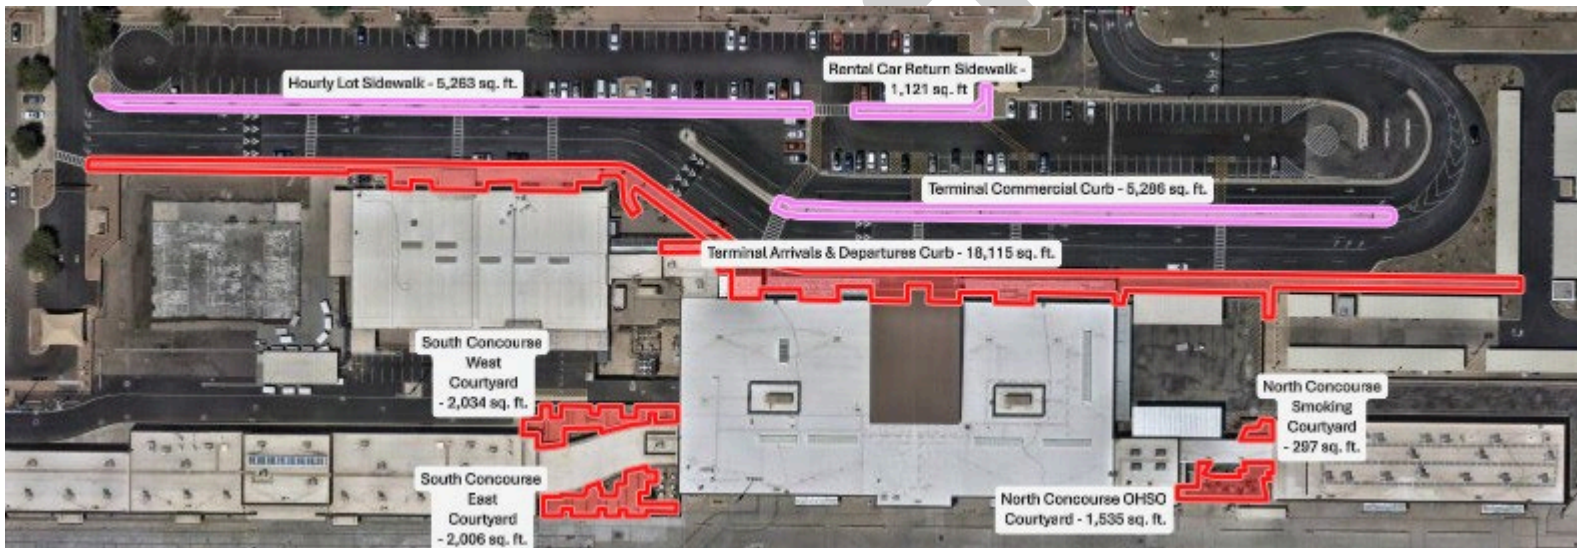 Hourly Lot Sidewalk - 5,263 sq. ft.
Rental Car Return Sidewalk -
1,121 sq. ft
Terminal Commercial Curb - 5,286 sq. ft.
Terminal Arrivals & Departures Curb - 18,115 sq. ft.
South Concourse
West
Courtyard
- 2,034 sq. ft.
North Concourse
Smoking
Courtyard
- 297 sq. ft.
South Concourse
East
Courtyard
- 2,006 sq. ft.
North Concourse OHSO
Courtyard - 1,535 sq. ft.